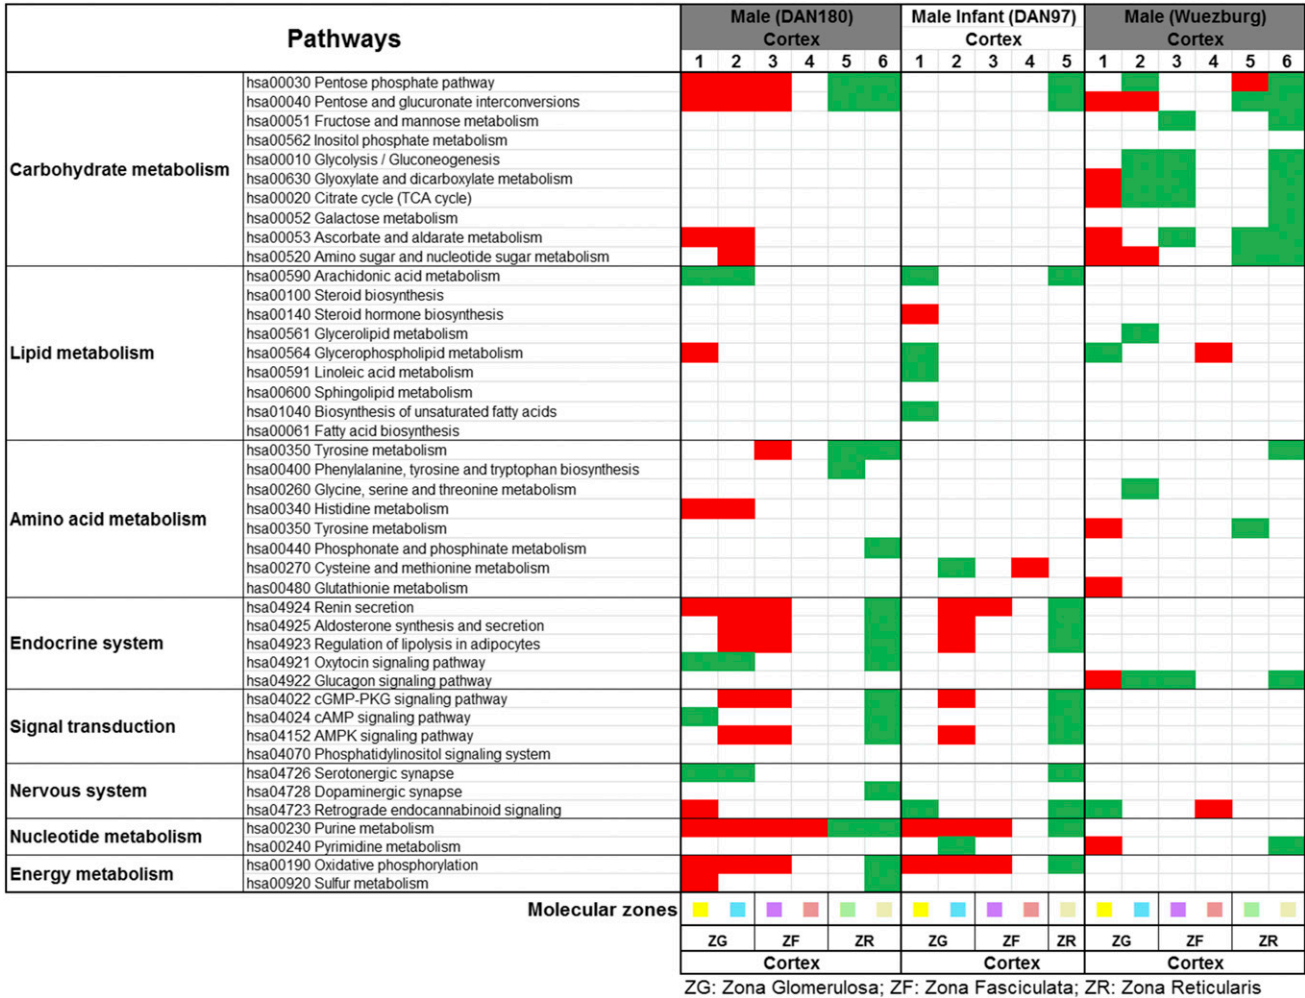 Pathways
Male (DAN180)
Cortex
1 2 3 4 5 6
Male Infant (DAN97)
Cortex
1 2 3 4 5
Male (Wuezburg)
Cortex
1 2 3 4 5 6
Carbohydrate metabolism
hsa00030 Pentose phosphate pathway
hsa00040 Pentose and glucuronate interconversions
hsa00051 Fructose and mannose metabolism
hsa00562 Inositol phosphate metabolism
hsa00010 Glycolysis / Gluconeogenesis
hsa00630 Glyoxylate and dicarboxylate metabolism
hsa00020 Citrate cycle (TCA cycle)
hsa00052 Galactose metabolism
hsa00053 Ascorbate and aldarate metabolism
hsa00520 Amino sugar and nucleotide sugar metabolism
Lipid metabolism
hsa00590 Arachidonic acid metabolism
hsa00100 Steroid biosynthesis
hsa00140 Steroid hormone biosynthesis
hsa00561 Glycerolipid metabolism
hsa00564 Glycerophospholipid metabolism
hsa00591 Linoleic acid metabolism
hsa00600 Sphingolipid metabolism
hsa01040 Biosynthesis of unsaturated fatty acids
hsa00061 Fatty acid biosynthesis
Amino acid metabolism
hsa00350 Tyrosine metabolism
hsa00400 Phenylalanine, tyrosine and tryptophan biosynthesis
hsa00260 Glycine, serine and threonine metabolism
hsa00340 Histidine metabolism
hsa00350 Tyrosine metabolism
hsa00440 Phosphonate and phosphinate metabolism
hsa00270 Cysteine and methionine metabolism
has00480 Glutathionie metabolism
Endocrine system
hsa04924 Renin secretion
hsa04925 Aldosterone synthesis and secretion
hsa04923 Regulation of lipolysis in adipocytes
hsa04921 Oxytocin signaling pathway
hsa04922 Glucagon signaling pathway
Signal transduction
hsa04022 cGMP-PKG signaling pathway
hsa04024 cAMP signaling pathway
hsa04152 AMPK signaling pathway
hsa04070 Phosphatidylinositol signaling system
Nervous system
hsa04726 Serotonergic synapse
hsa04728 Dopaminergic synapse
hsa04723 Retrograde endocannabinoid signaling
Nucleotide metabolism
hsa00230 Purine metabolism
hsa00240 Pyrimidine metabolism
Energy metabolism
hsa00190 Oxidative phosphorylation
hsa00920 Sulfur metabolism
Molecular zones
ZG ZF ZR ZG ZF ZR ZG ZF ZR
Cortex Cortex Cortex
ZG: Zona Glomerulosa; ZF: Zona Fasciculata; ZR: Zona Reticularis